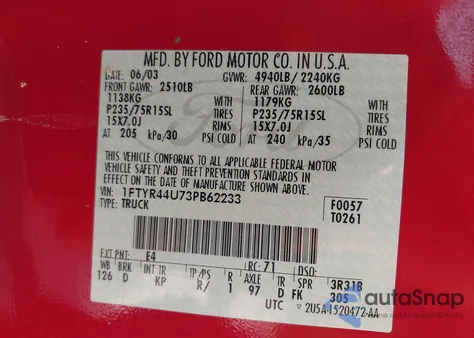 MFD. BY FORD MOTOR CO. IN U.S.A.
DATE: 06/03 GVWR: 4940LB/ 2240KG
FRONT GAWR: 2510LB REAR GAWR: 2600LB
1138KG WITH 1179KG WITH
P235/75R15SL TIRES P235/75R15SL TIRES
15X7.0J RIMS 15X7.0J RIMS
AT 205 kPa/30 PSI COLD AT 240 kPa/35 PSI COLD
THIS VEHICLE CONFORMS TO ALL APPLICABLE FEDERAL MOTOR
VEHICLE SAFETY, BUMPER, AND THEFT PREVENTION STANDARDS IN
EFFECT ON THE DATE OF MANUFACTURE SHOWN ABOVE.
VIN: 1FTYR44U73PB62233 F0057
TYPE: TRUCK T0261
EXT PNT: E4 RC: 71 DSO:
WB BRK INT TR TP/PS R AXLE TR SPR 3R31B
126 D KP R/ 1 97 D FK 305
UTC 2U5A-1520472-AA
autoSnap